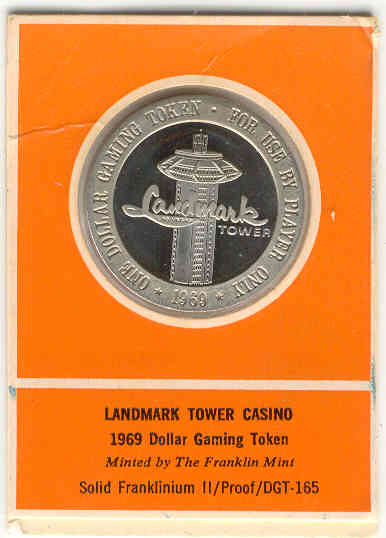 ONE DOLLAR GAMING TOKEN · FOR USE BY PLAYER ONLY
Landmark
TOWER
* 1969 *
LANDMARK TOWER CASINO
1969 Dollar Gaming Token
Minted by The Franklin Mint
Solid Franklinium II/Proof/DGT-165